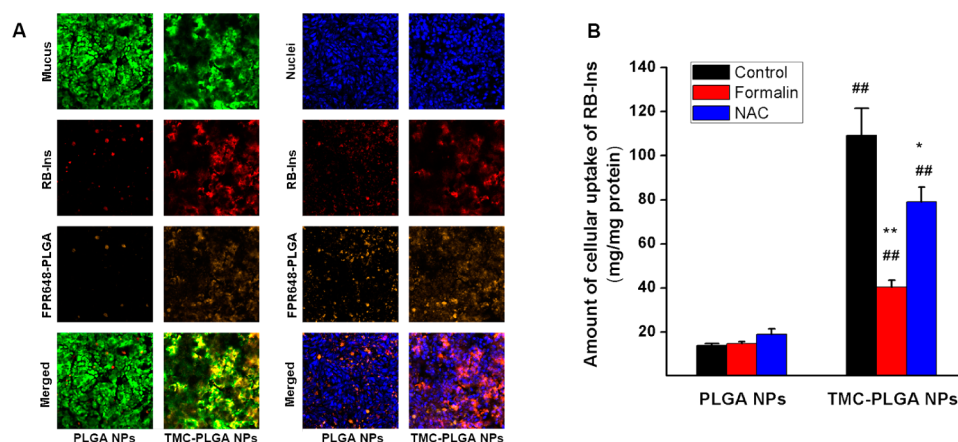 A
Mucus
RB-Ins
FPR648-PLGA
Merged
PLGA NPs
TMC-PLGA NPs
Nuclei
RB-Ins
FPR648-PLGA
Merged
PLGA NPs
TMC-PLGA NPs
B
Amount of cellular uptake of RB-Ins
(mg/mg protein)
140
120
100
80
60
40
20
Control
Formalin
NAC
##
**
##
*
##
PLGA NPs
TMC-PLGA NPs